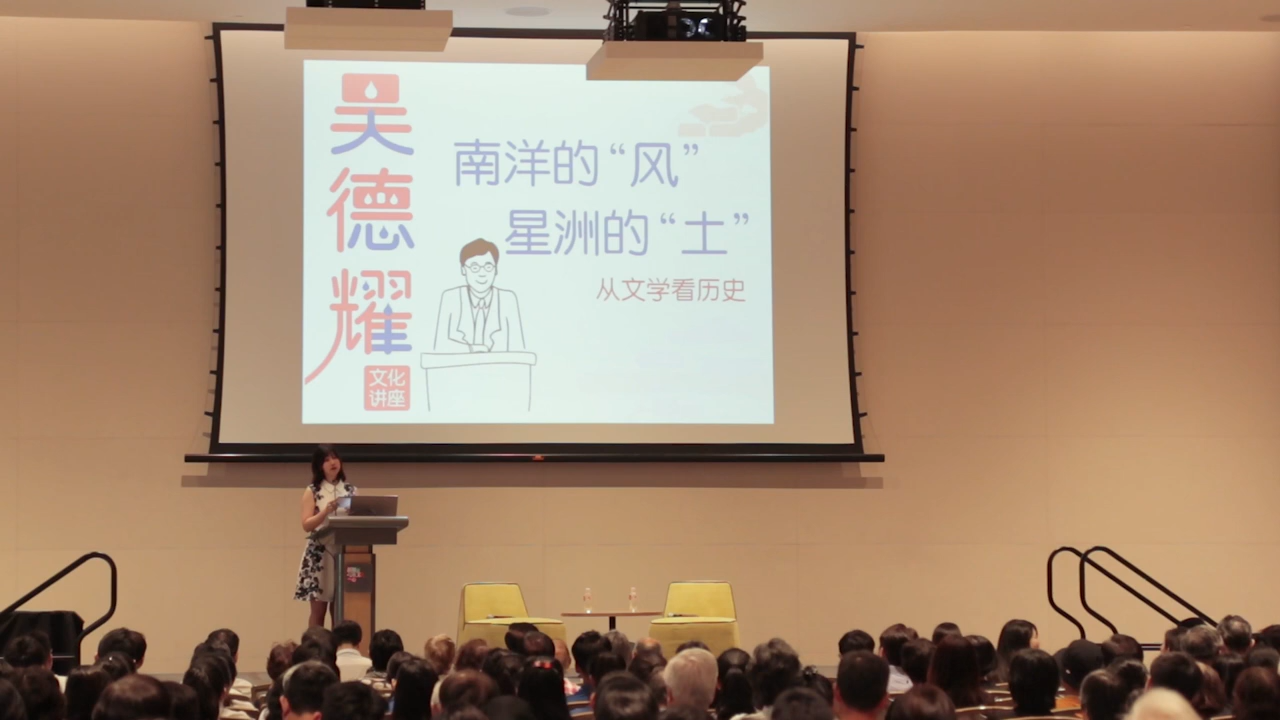 吴德耀
文化
讲座
南洋的“风”
星洲的“土”
从文学看历史